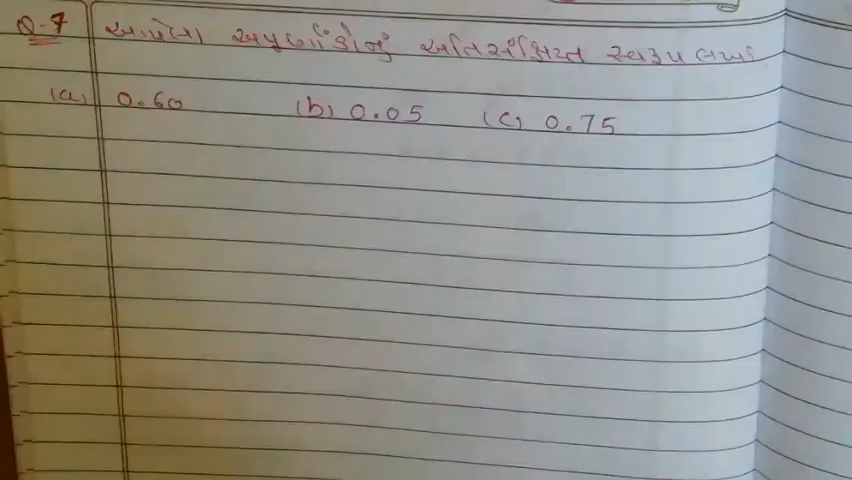 Q-7 આપેલા અપૂર્ણાંકોનું અતિસંક્ષિપ્ત સ્વરૂપ લખો
(a) 0.60 (b) 0.05 (c) 0.75